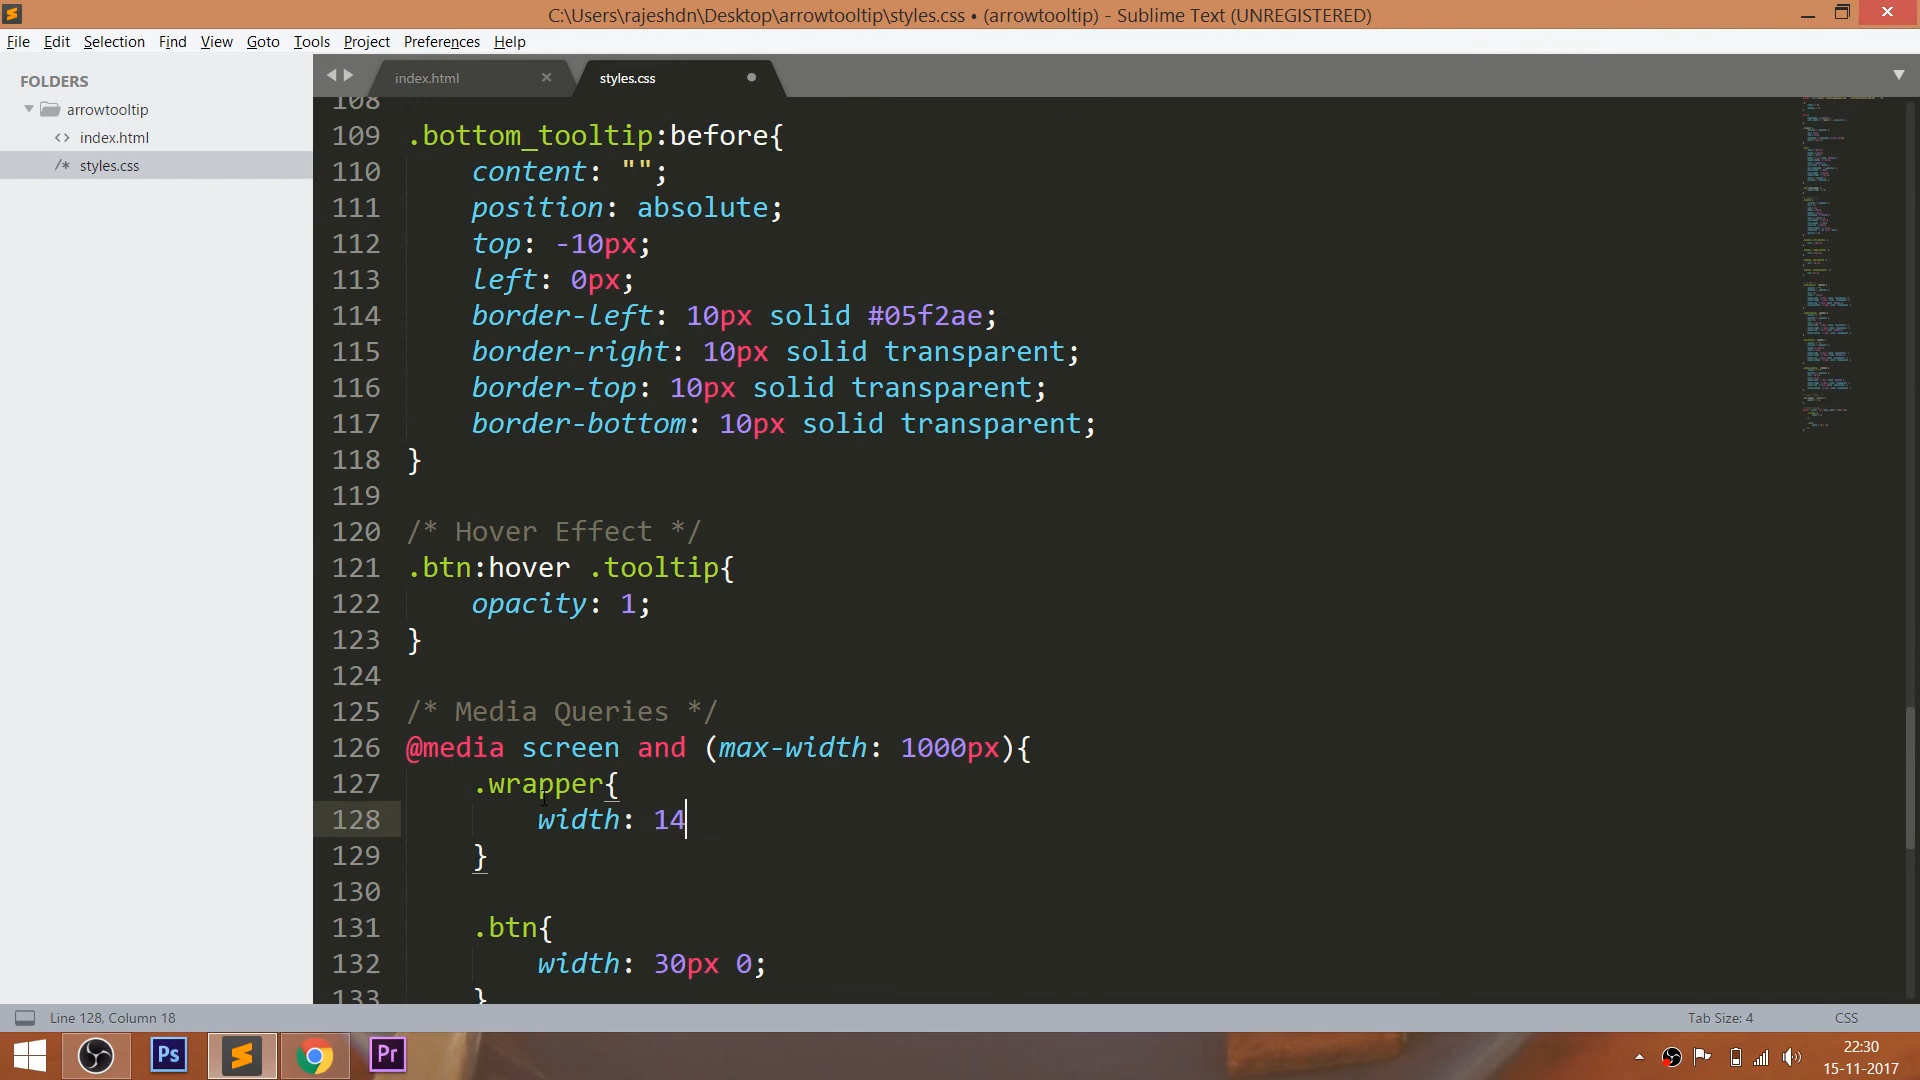 C:\Users\rajeshdn\Desktop\arrowtooltip\styles.css • (arrowtooltip) - Sublime Text (UNREGISTERED)
File Edit Selection Find View Goto Tools Project Preferences Help
FOLDERS
arrowtooltip
<> index.html
/* styles.css
index.html ×
styles.css
108
109 .bottom_tooltip:before{
110 content: "";
111 position: absolute;
112 top: -10px;
113 left: 0px;
114 border-left: 10px solid #05f2ae;
115 border-right: 10px solid transparent;
116 border-top: 10px solid transparent;
117 border-bottom: 10px solid transparent;
118 }
119
120 /* Hover Effect */
121 .btn:hover .tooltip{
122 opacity: 1;
123 }
124
125 /* Media Queries */
126 @media screen and (max-width: 1000px){
127 .wrapper{
128 width: 14
129 }
130
131 .btn{
132 width: 30px 0;
133 }
Line 128, Column 18
Tab Size: 4
CSS
Ps
Pr
22:30
15-11-2017